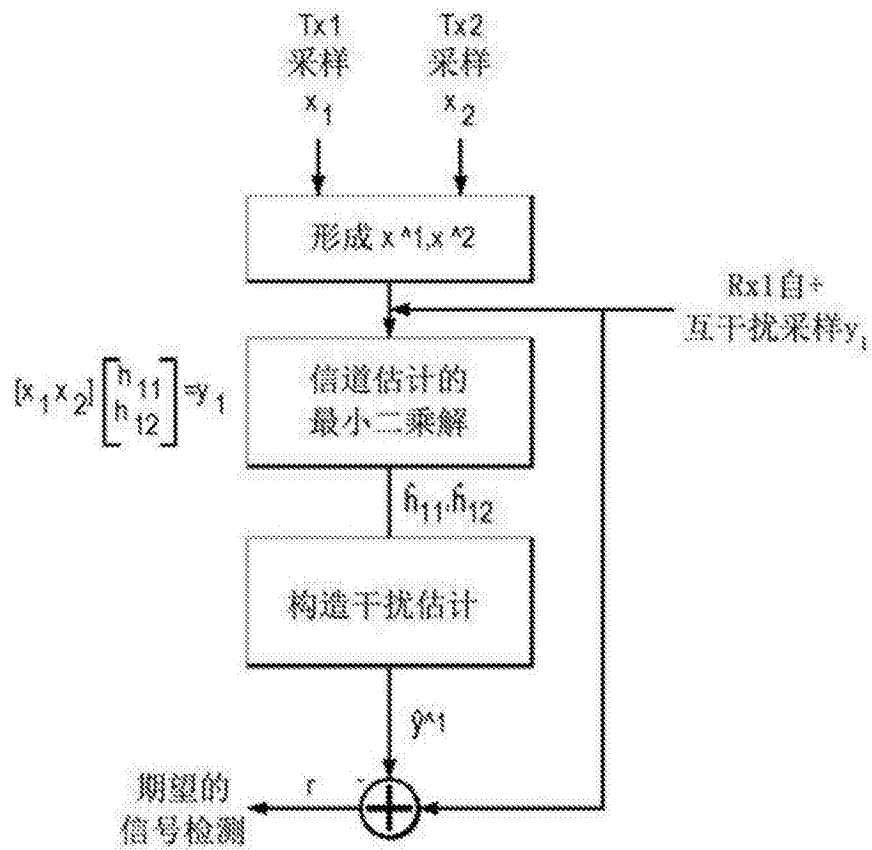 Tx1
采样
x1
Tx2
采样
x2
形成 x^1,x^2
Rx1自+
互干扰采样y1
[x1 x2] [h11 h12] =y1
信道估计的
最小二乘解
ĥ11,ĥ12
构造干扰估计
ŷ^1
r
-
期望的
信号检测